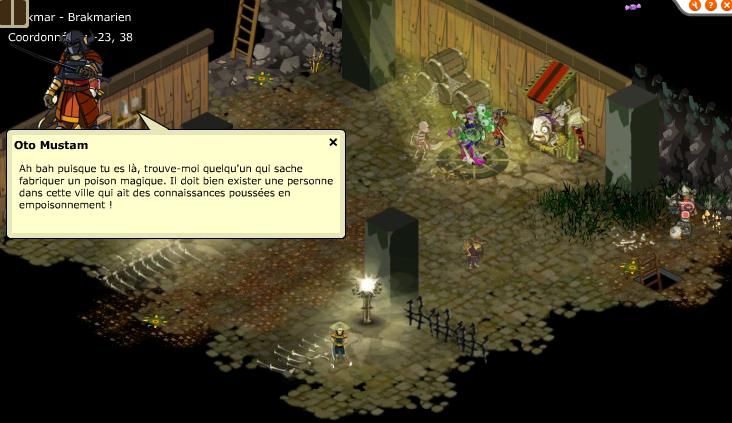 kmar - Brakmarien
Coordonn -23, 38
Oto Mustam
Ah bah puisque tu es là, trouve-moi quelqu'un qui sache
fabriquer un poison magique. Il doit bien exister une personne
dans cette ville qui ait des connaissances poussées en
empoisonnement !